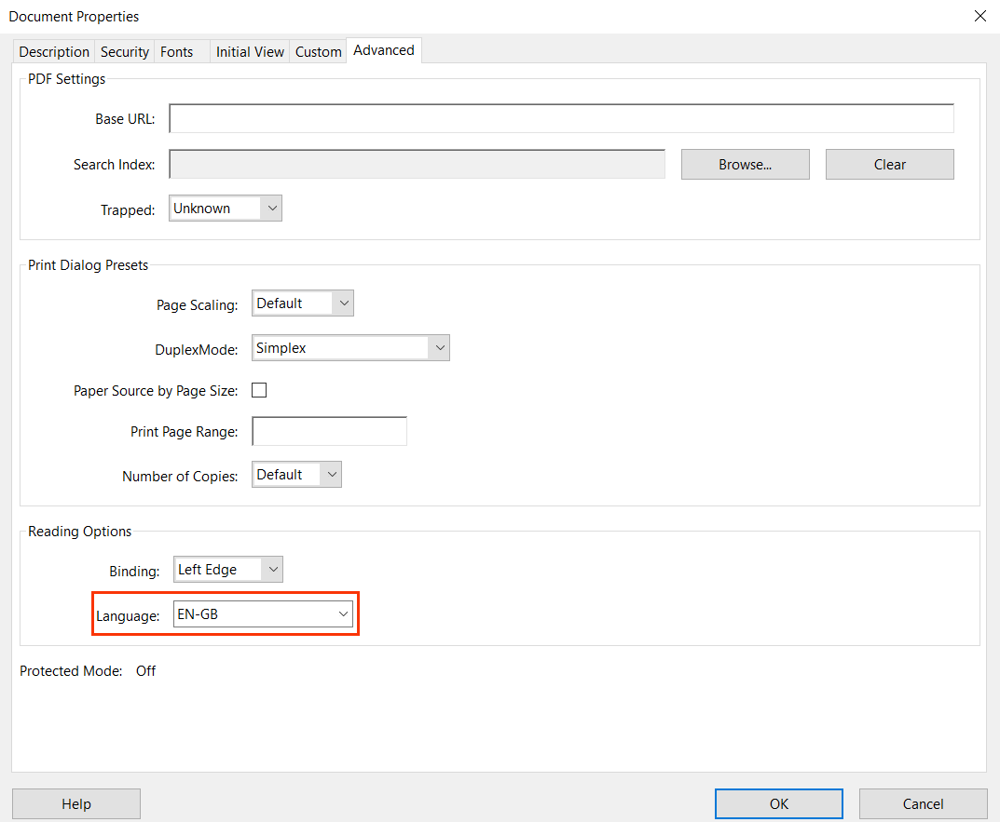 Document Properties
Description Security Fonts Initial View Custom Advanced
PDF Settings
Base URL:
Search Index: Browse... Clear
Trapped: Unknown
Print Dialog Presets
Page Scaling: Default
DuplexMode: Simplex
Paper Source by Page Size:
Print Page Range:
Number of Copies: Default
Reading Options
Binding: Left Edge
Language: EN-GB
Protected Mode: Off
Help OK Cancel